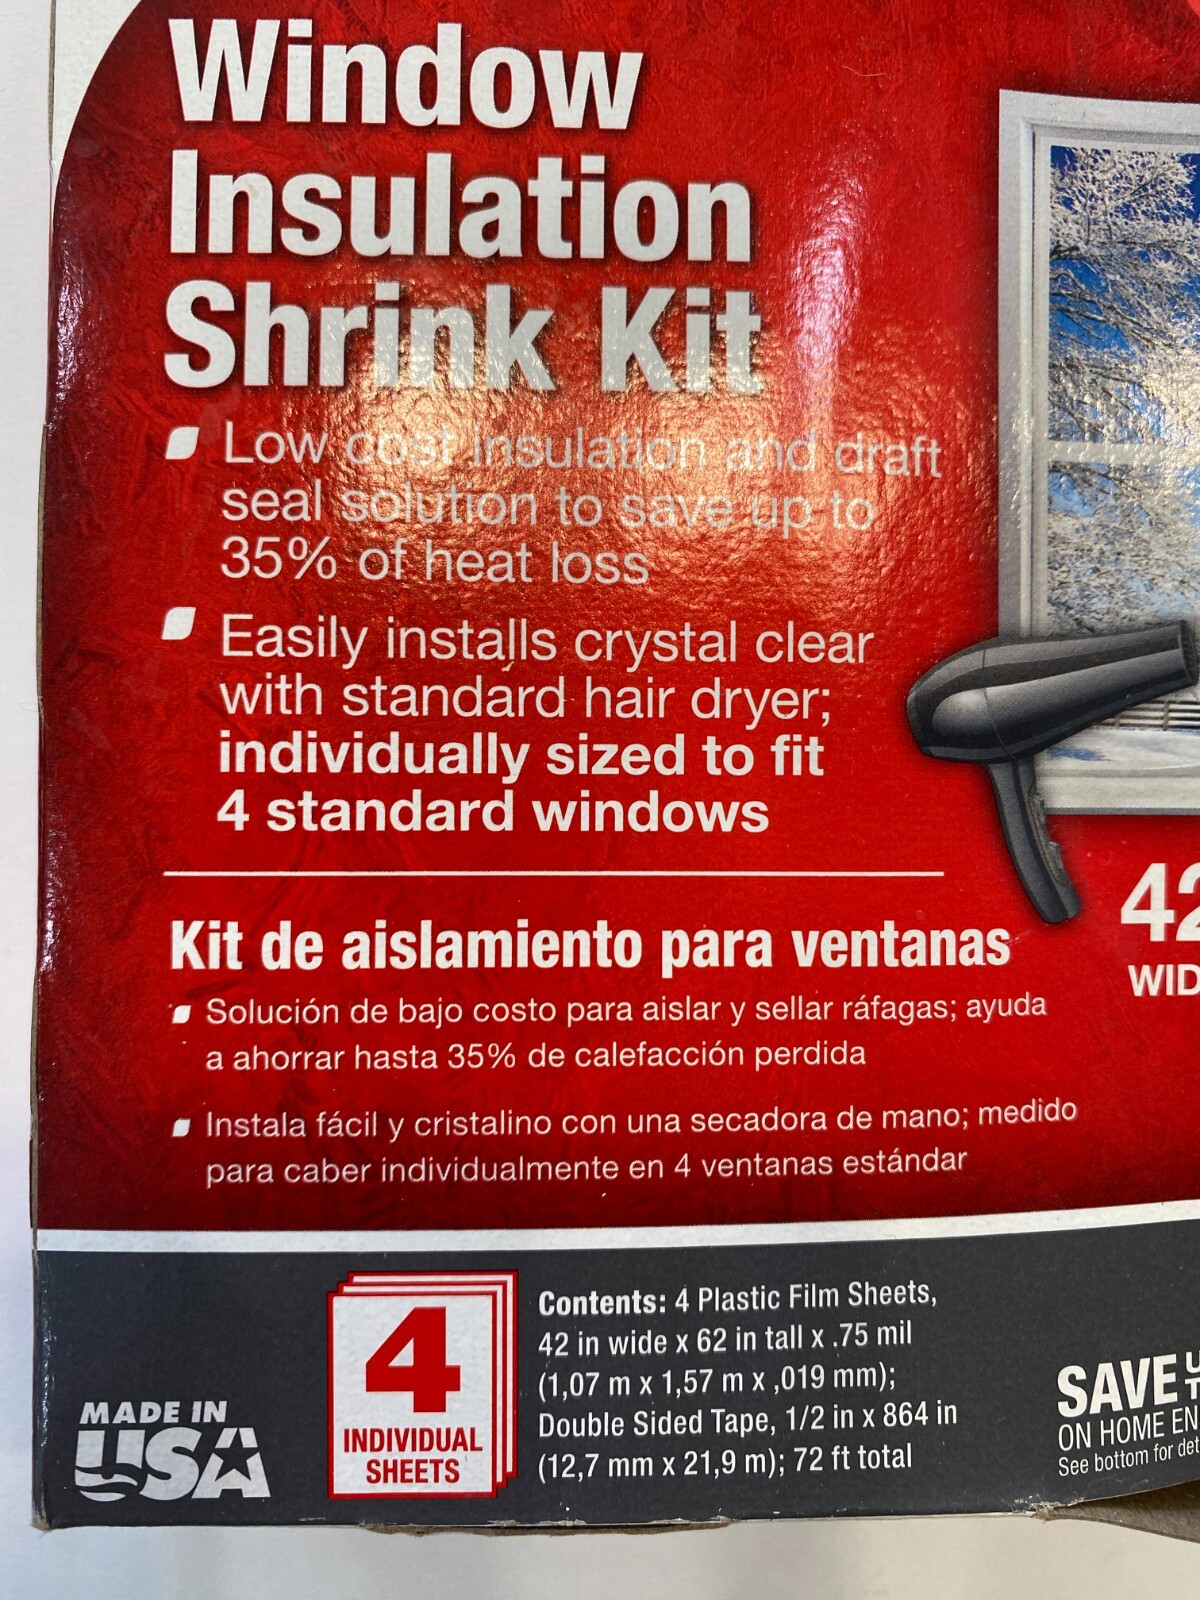 Window
Insulation
Shrink Kit
Low cost insulation and draft
seal solution to save up to
35% of heat loss
Easily installs crystal clear
with standard hair dryer;
individually sized to fit
4 standard windows
Kit de aislamiento para ventanas
Solución de bajo costo para aislar y sellar ráfagas; ayuda
a ahorrar hasta 35% de calefacción perdida
Instala fácil y cristalino con una secadora de mano; medido
para caber individualmente en 4 ventanas estándar
42
WID
MADE IN
USA
4
INDIVIDUAL
SHEETS
Contents: 4 Plastic Film Sheets,
42 in wide x 62 in tall x .75 mil
(1,07 m x 1,57 m x ,019 mm);
Double Sided Tape, 1/2 in x 864 in
(12,7 mm x 21,9 m); 72 ft total
SAVE
ON HOME EN
See bottom for det